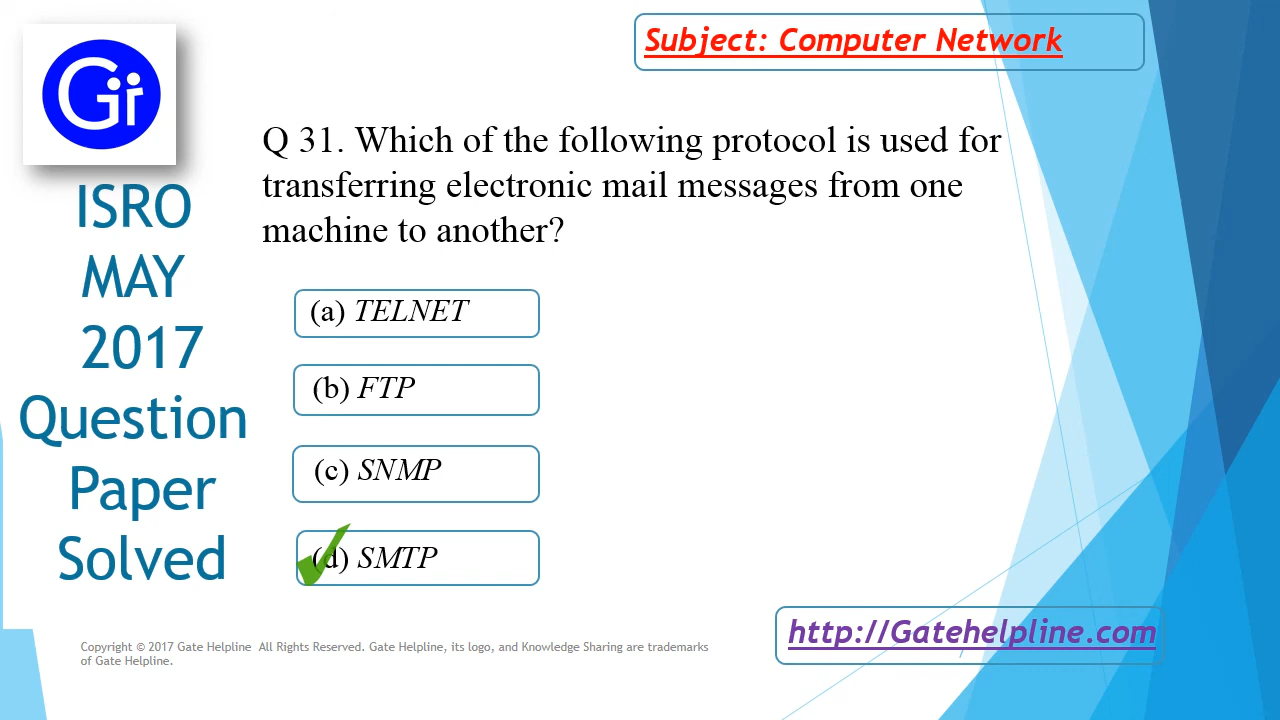 Gir
Subject: Computer Network
ISRO
MAY
2017
Question
Paper
Solved
Q 31. Which of the following protocol is used for
transferring electronic mail messages from one
machine to another?
(a) TELNET
(b) FTP
(c) SNMP
(d) SMTP
http://Gatehelpline.com
Copyright © 2017 Gate Helpline All Rights Reserved. Gate Helpline, its logo, and Knowledge Sharing are trademarks
of Gate Helpline.